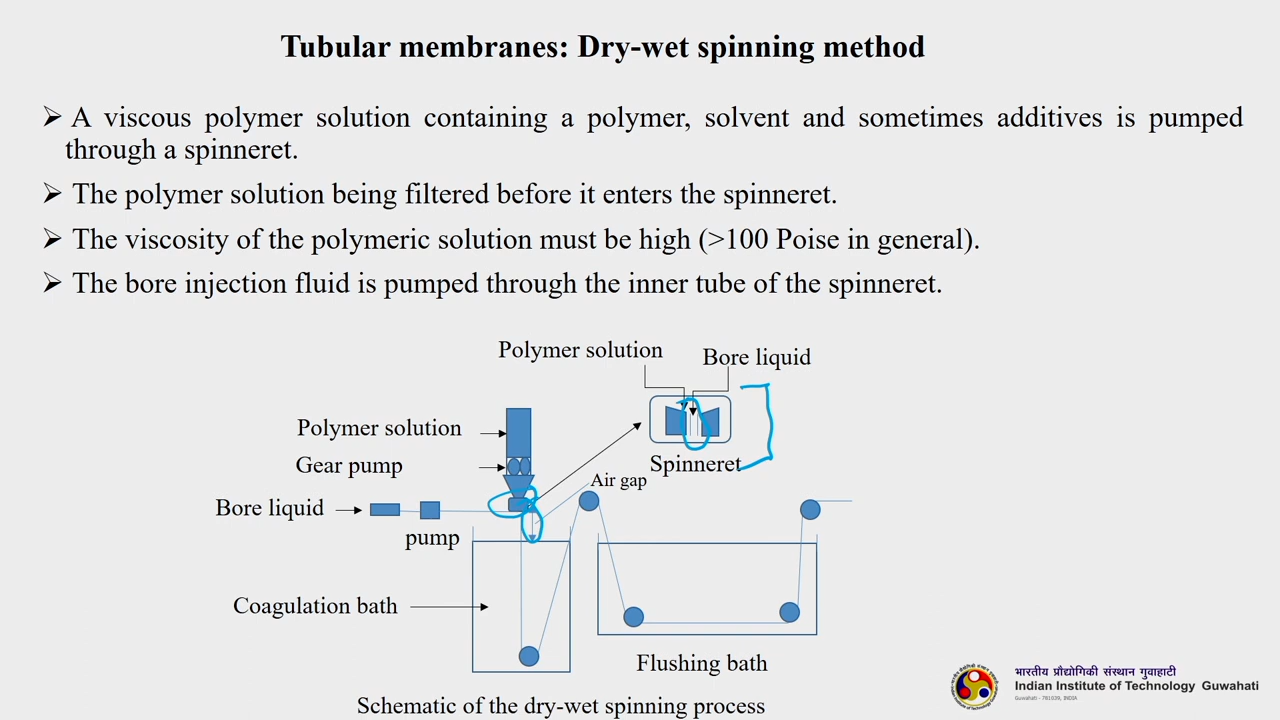 Tubular membranes: Dry-wet spinning method
➤ A viscous polymer solution containing a polymer, solvent and sometimes additives is pumped
through a spinneret.
➤ The polymer solution being filtered before it enters the spinneret.
➤ The viscosity of the polymeric solution must be high (>100 Poise in general).
➤ The bore injection fluid is pumped through the inner tube of the spinneret.
Polymer solution
Bore liquid
Polymer solution
Gear pump
Spinneret
Air gap
Bore liquid
pump
Coagulation bath
Flushing bath
Schematic of the dry-wet spinning process
भारतीय प्रौद्योगिकी संस्थान गुवाहाटी
Indian Institute of Technology Guwahati
Guwahati - 781039, INDIA